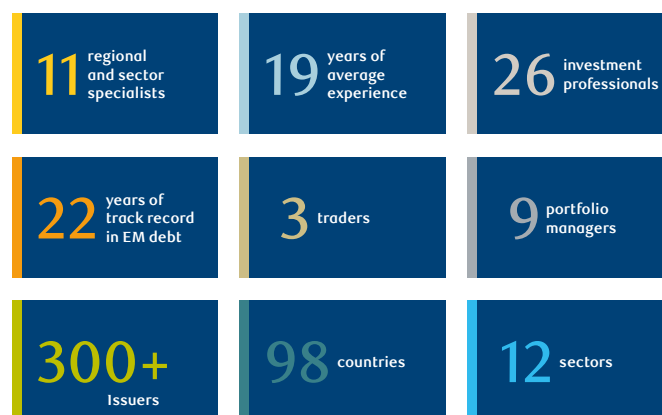 11 regional
and sector
specialists
19 years of
average
experience
26 investment
professionals
22 years of
track record
in EM debt
3 traders
9 portfolio
managers
300+
Issuers
98 countries
12 sectors